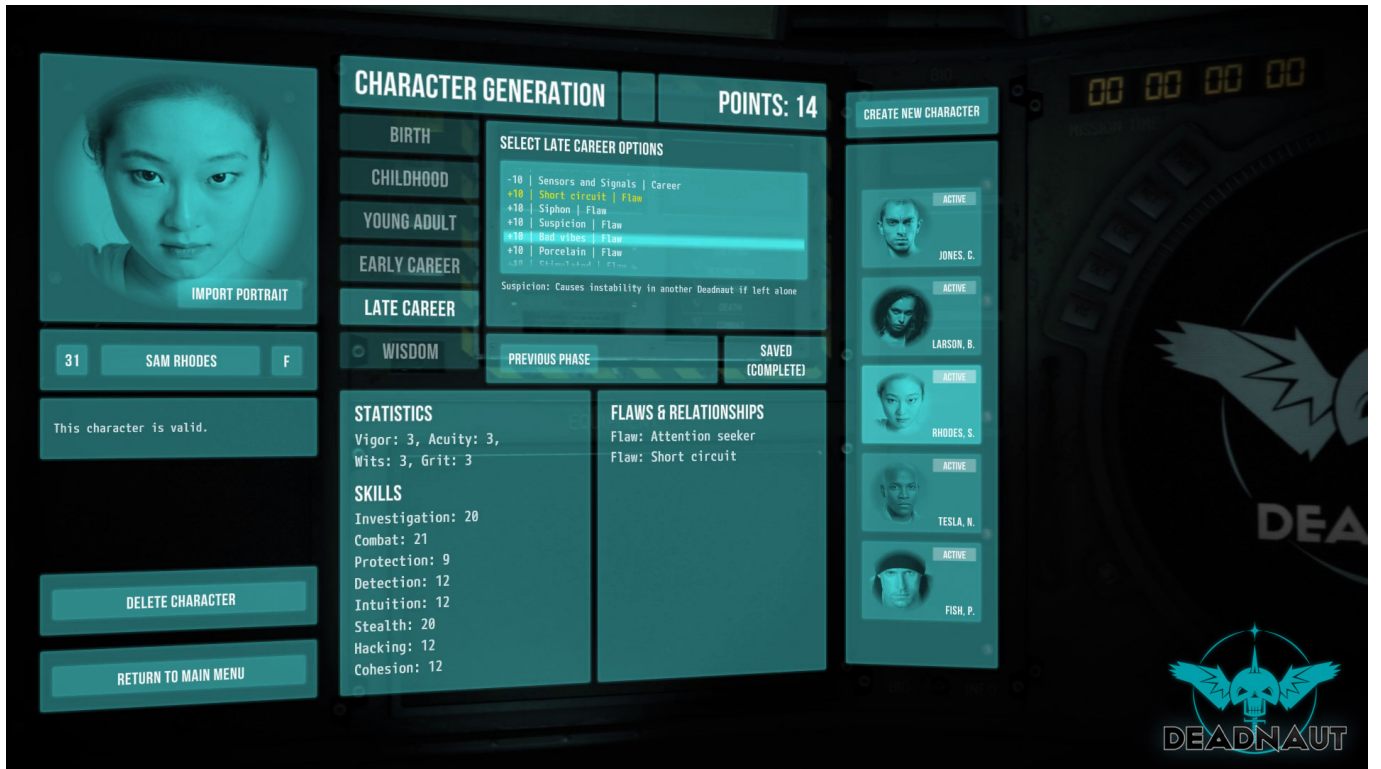 CHARACTER GENERATION
POINTS: 14
BIRTH
CHILDHOOD
YOUNG ADULT
EARLY CAREER
LATE CAREER
WISDOM
SELECT LATE CAREER OPTIONS
-10 | Sensors and Signals | Career
+10 | Short circuit | Flaw
+10 | Siphon | Flaw
+10 | Suspicion | Flaw
+10 | Bad vibes | Flaw
+10 | Porcelain | Flaw
+10 | Stimulated | Flaw
Suspicion: Causes instability in another Deadnaut if left alone
PREVIOUS PHASE
SAVED
(COMPLETE)
IMPORT PORTRAIT
31
SAM RHODES
F
This character is valid.
DELETE CHARACTER
RETURN TO MAIN MENU
STATISTICS
Vigor: 3, Acuity: 3,
Wits: 3, Grit: 3
SKILLS
Investigation: 20
Combat: 21
Protection: 9
Detection: 12
Intuition: 12
Stealth: 20
Hacking: 12
Cohesion: 12
FLAWS & RELATIONSHIPS
Flaw: Attention seeker
Flaw: Short circuit
CREATE NEW CHARACTER
ACTIVE
JONES, C.
ACTIVE
LARSON, B.
ACTIVE
RHODES, S.
ACTIVE
TESLA, N.
ACTIVE
FISH, P.
00 00 00 00
MISSION TIME
DEA
DEADNAUT